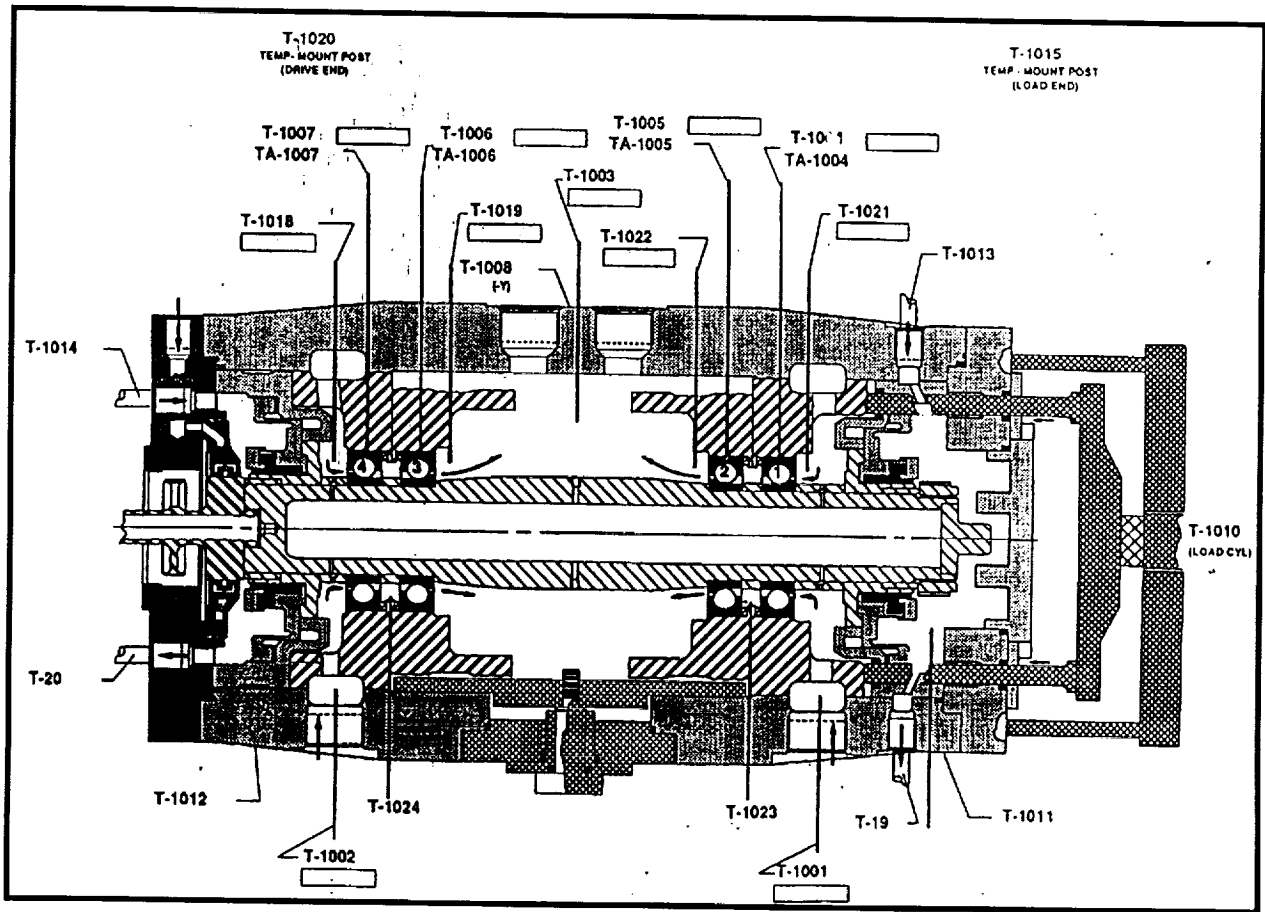 T-1020
TEMP-MOUNT POST
(DRIVE END)
T-1015
TEMP-MOUNT POST
(LOAD END)
T-1007
TA-1007
T-1006
TA-1006
T-1005
TA-1005
TA-1004
T-1003
T-1018
T-1019
T-1022
T-1021
T-1008
(-Y)
T-1013
T-1014
4
3
2
1
T-1010
(LOAD CYL)
T-20
T-1012
T-1024
T-1023
T-19
T-1011
T-1002
T-1001